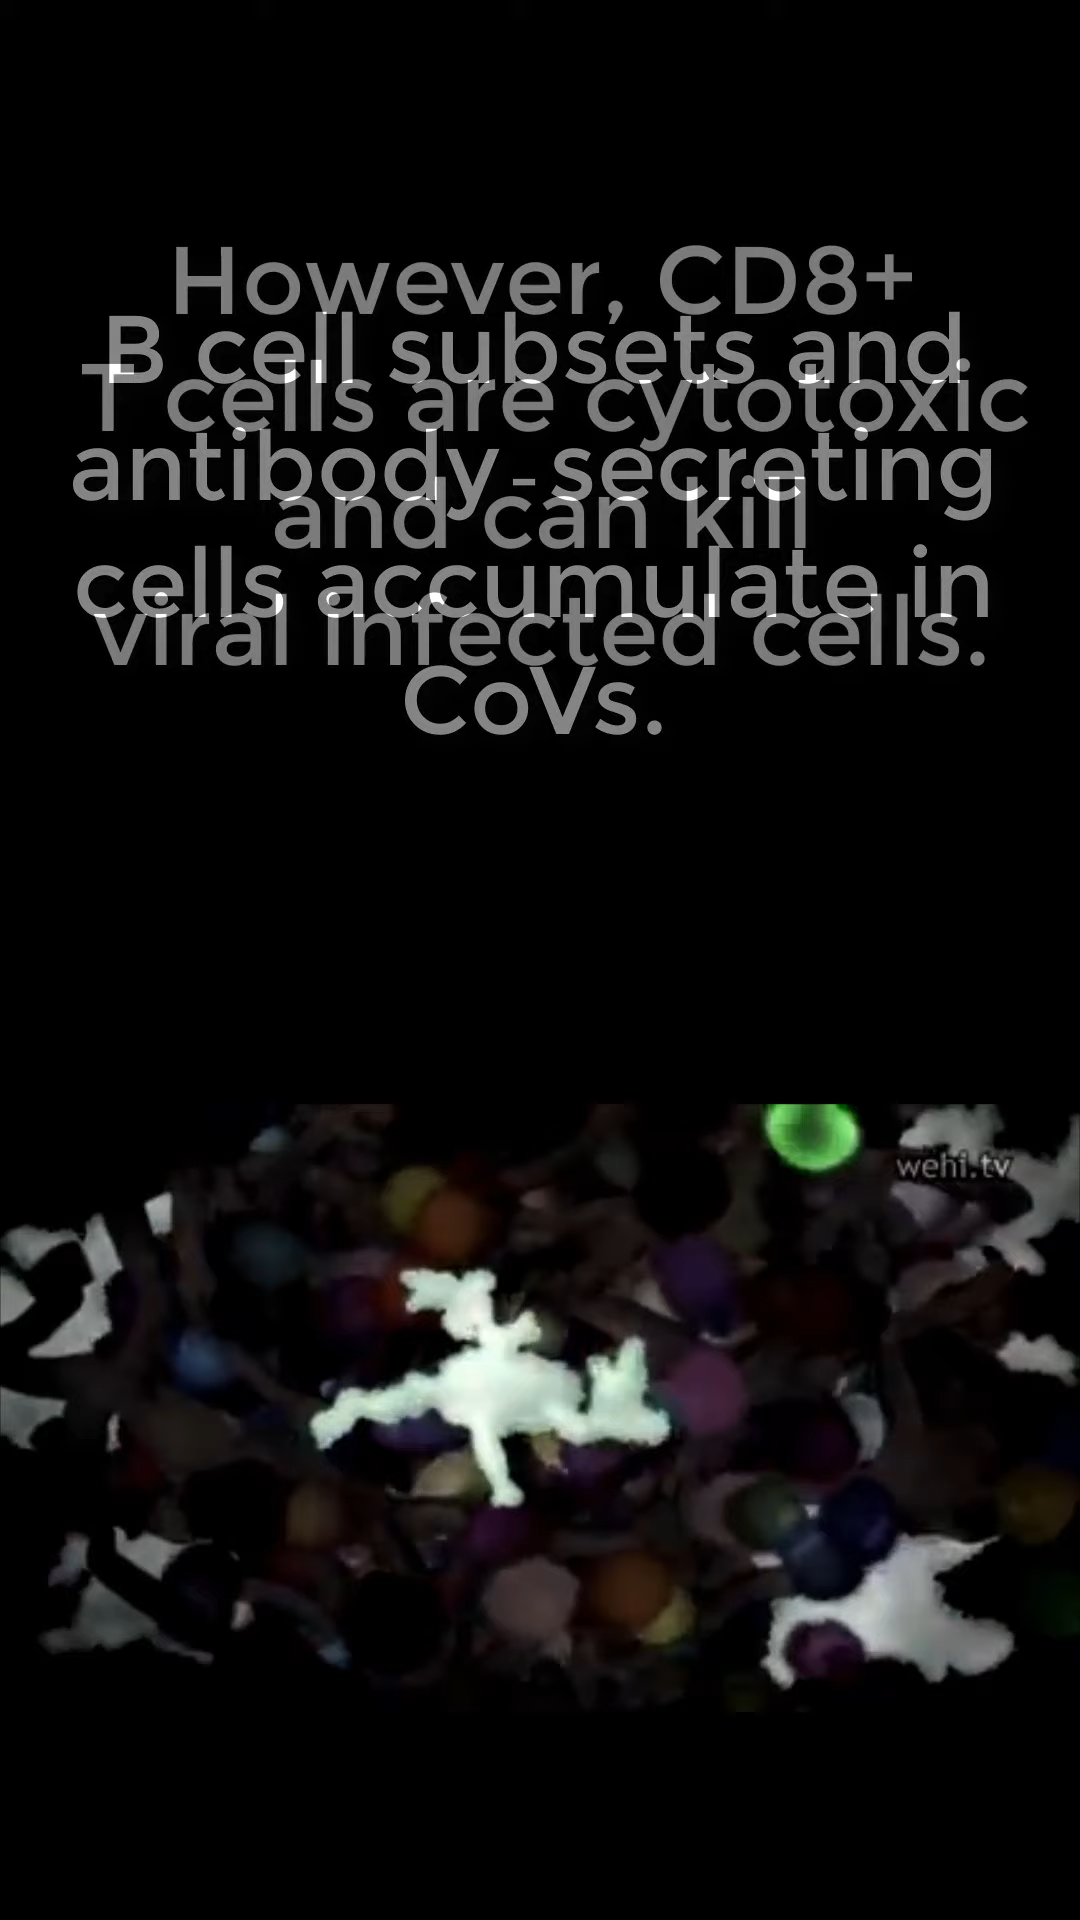 However, CD8+
T cells are cytotoxic
and can kill
viral infected cells.
B cell subsets and
antibody-secreting
cells accumulate in
CoVs.
wehi.tv